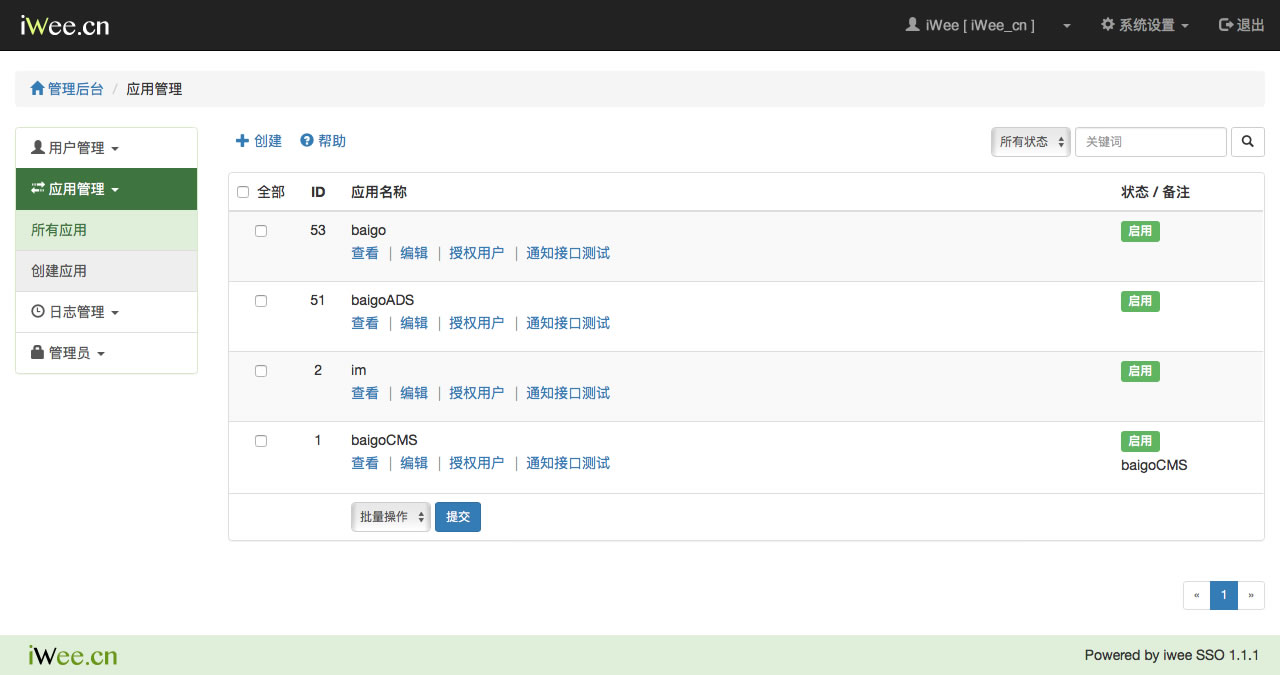 iWee.cn
iWee [ iWee_cn ] 系统设置 退出
管理后台 / 应用管理
用户管理
应用管理
所有应用
创建应用
日志管理
管理员
创建 帮助
所有状态 关键词
全部 ID 应用名称 状态 / 备注
53 baigo 启用
查看 | 编辑 | 授权用户 | 通知接口测试
51 baigoADS 启用
查看 | 编辑 | 授权用户 | 通知接口测试
2 im 启用
查看 | 编辑 | 授权用户 | 通知接口测试
1 baigoCMS 启用
查看 | 编辑 | 授权用户 | 通知接口测试 baigoCMS
批量操作 提交
« 1 »
iWee.cn Powered by iwee SSO 1.1.1